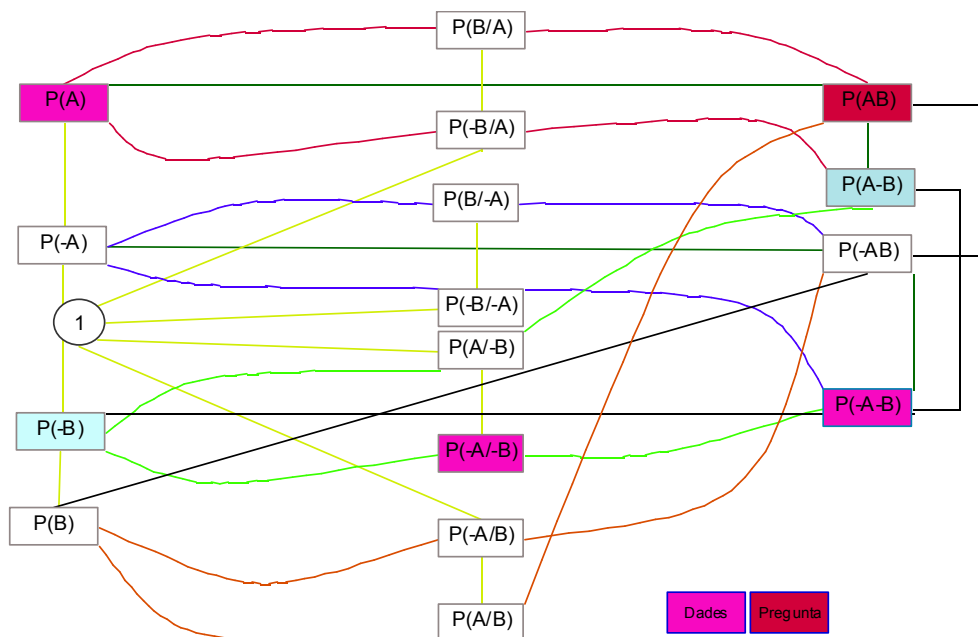 P(B/A)
P(A)
P(AB)
P(-B/A)
P(A-B)
P(B/-A)
P(-A)
P(-AB)
P(-B/-A)
1
P(A/-B)
P(-A-B)
P(-B)
P(-A/-B)
P(B)
P(-A/B)
P(A/B)
Dades
Pregunta